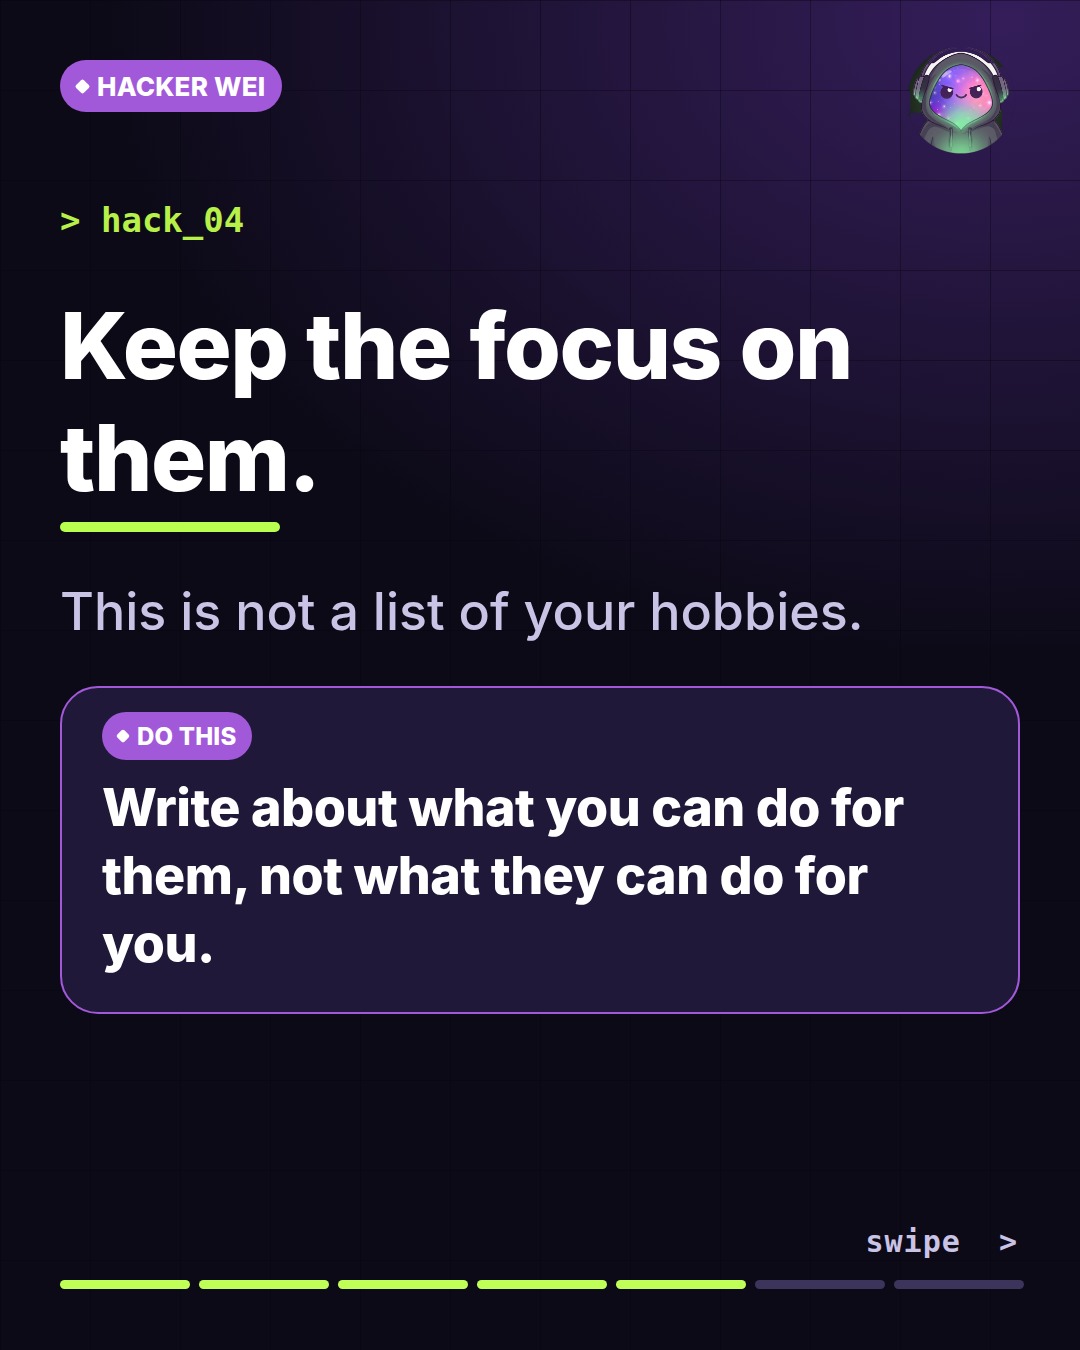 HACKER WEI
> hack_04
Keep the focus on
them.
This is not a list of your hobbies.
DO THIS
Write about what you can do for
them, not what they can do for
you.
swipe >